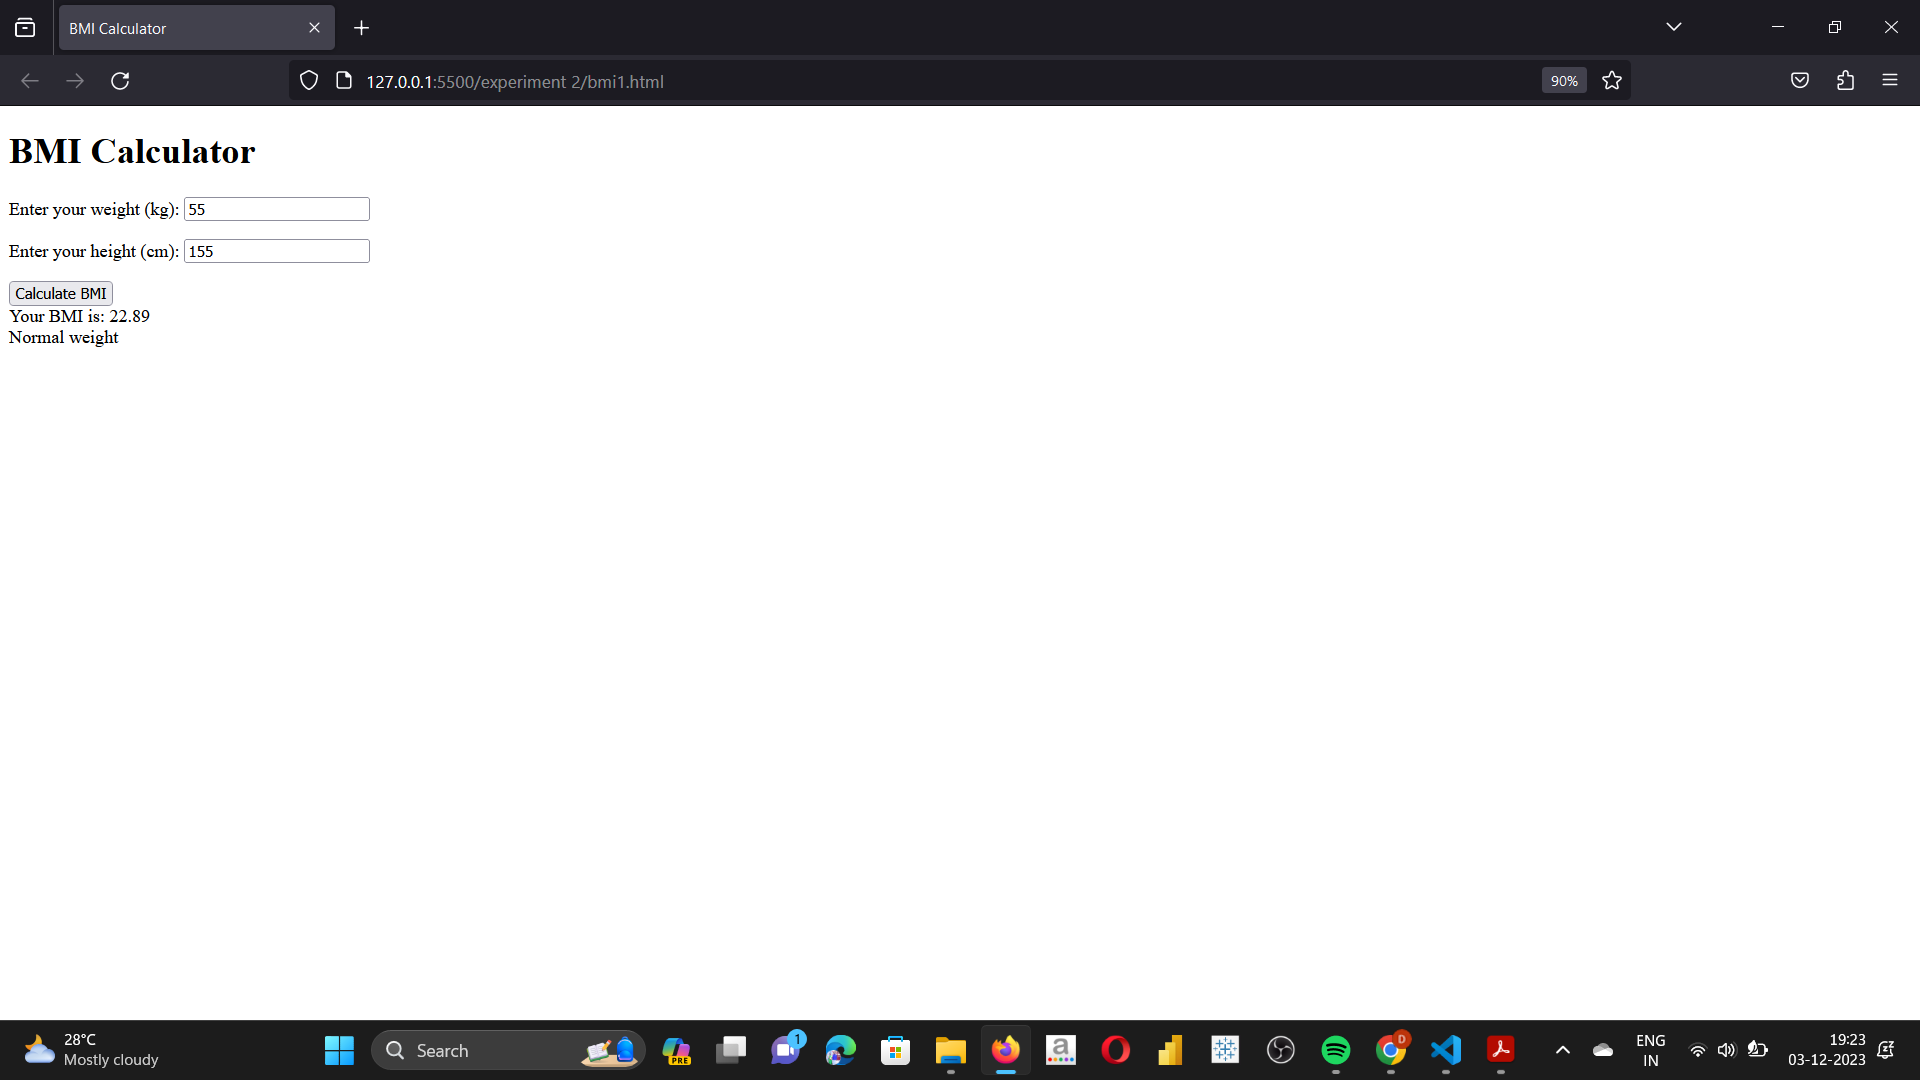 BMI Calculator
127.0.0.1:5500/experiment 2/bmi1.html
90%
BMI Calculator
Enter your weight (kg): 55
Enter your height (cm): 155
Calculate BMI
Your BMI is: 22.89
Normal weight
28°C
Mostly cloudy
Search
PRE
1
a
D
ENG
IN
19:23
03-12-2023